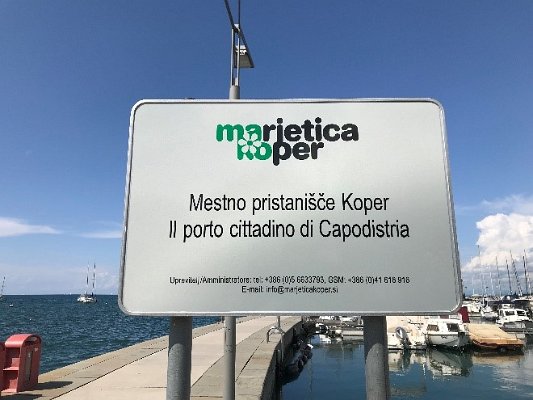 marjetica
koper
Mestno pristanišče Koper
Il porto cittadino di Capodistria
Upravitelj/Amministratore: tel: +386 (0)5 6633793, GSM: +386 (0)41 618 916
E-mail: info@marjeticakoper.si